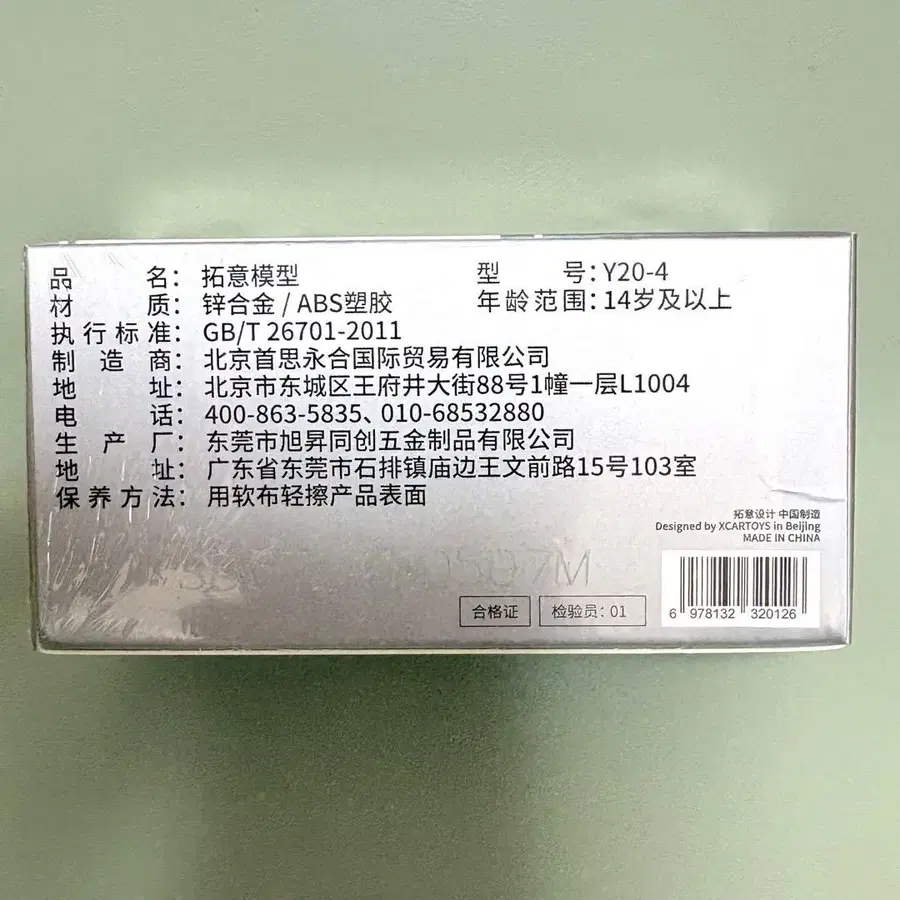 品名：拓意模型 型号：Y20-4
材质：锌合金 / ABS塑胶 年龄范围：14岁及以上
执行标准：GB/T 26701-2011
制造商：北京首思永合国际贸易有限公司
地址：北京市东城区王府井大街88号1幢一层L1004
电话：400-863-5835、010-68532880
生产厂：东莞市旭昇同创五金制品有限公司
地址：广东省东莞市石排镇庙边王文前路15号103室
保养方法：用软布轻擦产品表面
拓意设计 中国制造
Designed by XCARTOYS in Beijing
MADE IN CHINA
合格证 检验员：01
6 978132 320126